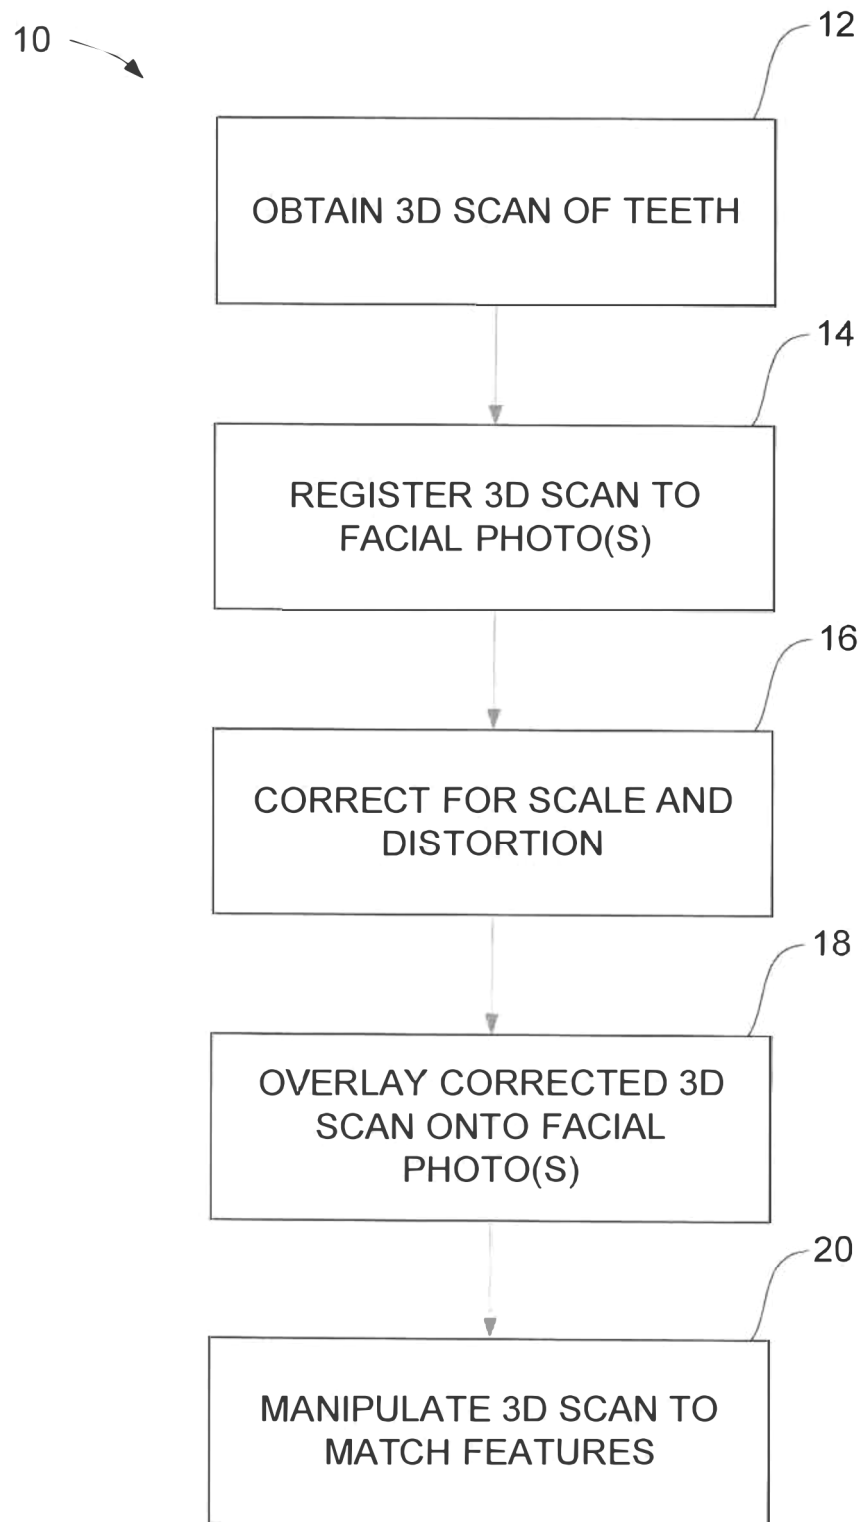 10
12
OBTAIN 3D SCAN OF TEETH
14
REGISTER 3D SCAN TO
FACIAL PHOTO(S)
16
CORRECT FOR SCALE AND
DISTORTION
18
OVERLAY CORRECTED 3D
SCAN ONTO FACIAL
PHOTO(S)
20
MANIPULATE 3D SCAN TO
MATCH FEATURES